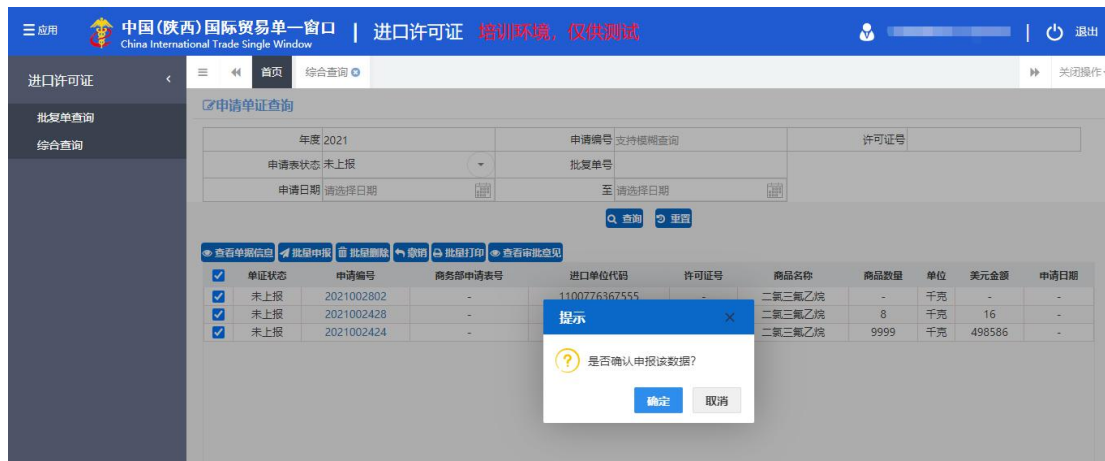 三应用 中国(陕西)国际贸易单一窗口 | 进口许可证 培训环境，仅供测试 | 退出
China International Trade Single Window
进口许可证
批复单查询
综合查询
首页 综合查询 关闭操作
申请单证查询
年度 2021 申请编号 支持模糊查询 许可证号
申请表状态 未上报 批复单号
申请日期 请选择日期 至 请选择日期
查询 重置
查看单据信息 批量申报 批量删除 撤销 批量打印 查看审批意见
单证状态 申请编号 商务部申请表号 进口单位代码 许可证号 商品名称 商品数量 单位 美元金额 申请日期
未上报 2021002802 - 1100776367555 - 二氯三氟乙烷 - 千克 - -
未上报 2021002428 - 二氯三氟乙烷 8 千克 16 -
未上报 2021002424 - 二氯三氟乙烷 9999 千克 498586 -
提示
是否确认申报该数据?
确定 取消